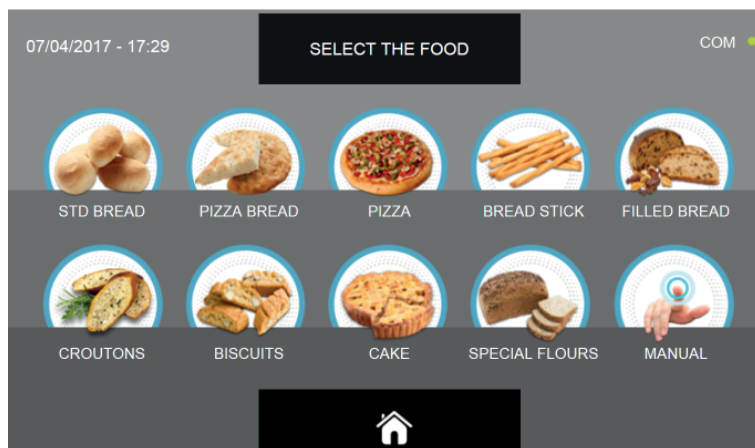 07/04/2017 - 17:29
SELECT THE FOOD
COM
STD BREAD
PIZZA BREAD
PIZZA
BREAD STICK
FILLED BREAD
CROUTONS
BISCUITS
CAKE
SPECIAL FLOURS
MANUAL